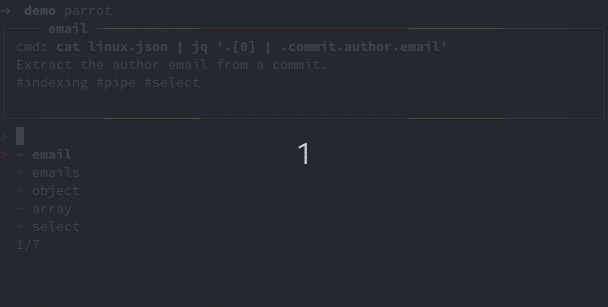 ➜ demo parrot
email
cmd: cat linux.json | jq '.[0] | .commit.author.email'
Extract the author email from a commit.
#indexing #pipe #select
>
> ~ email
~ emails
~ object
~ array
~ select
1/7
1